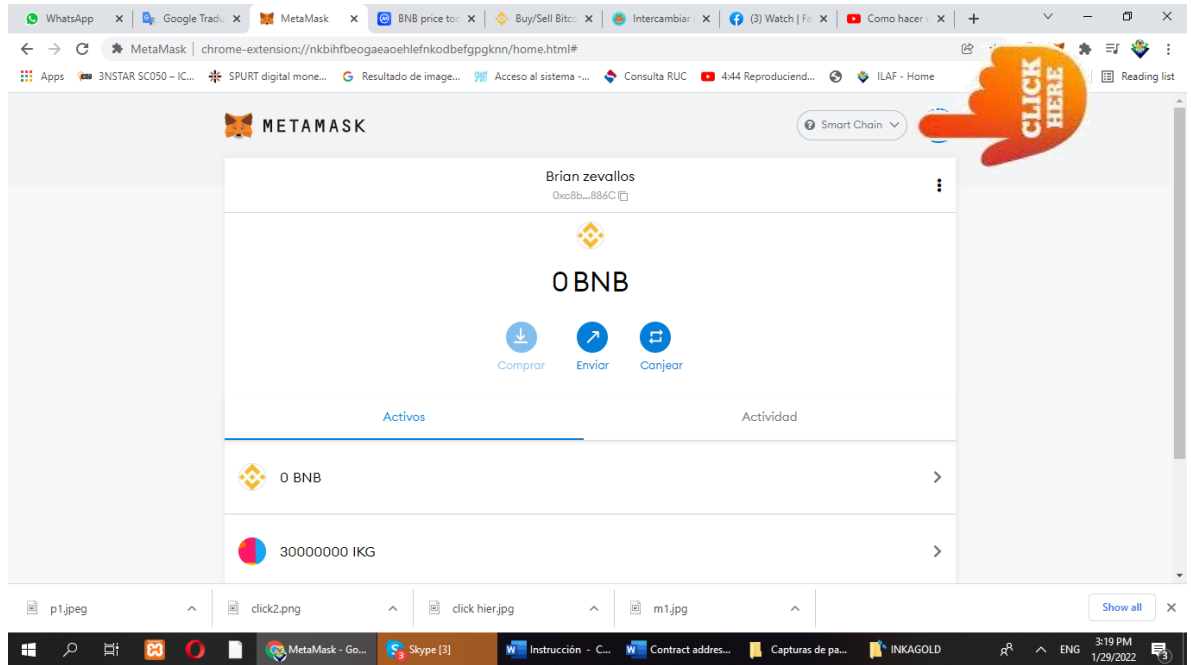 WhatsApp
Google Tradu
MetaMask
BNB price tod
Buy/Sell Bitco
Intercambiar
(3) Watch | Fa
Como hacer u
MetaMask | chrome-extension://nkbihfbeogaeaoehlefnkodbefgpgknn/home.html#
Apps
3NSTAR SC050 – IC...
SPURT digital mone...
Resultado de image...
Acceso al sistema -...
Consulta RUC
4:44 Reproduciend...
ILAF - Home
Reading list
CLICK
HERE
METAMASK
Smart Chain
Brian zevallos
0xc8b...886C
0 BNB
Comprar
Enviar
Canjear
Activos
Actividad
0 BNB
30000000 IKG
p1.jpeg
click2.png
click hier.jpg
m1.jpg
Show all
MetaMask - Go...
Skype [3]
Instrucción - C...
Contract addres...
Capturas de pa...
INKAGOLD
ENG
3:19 PM
1/29/2022